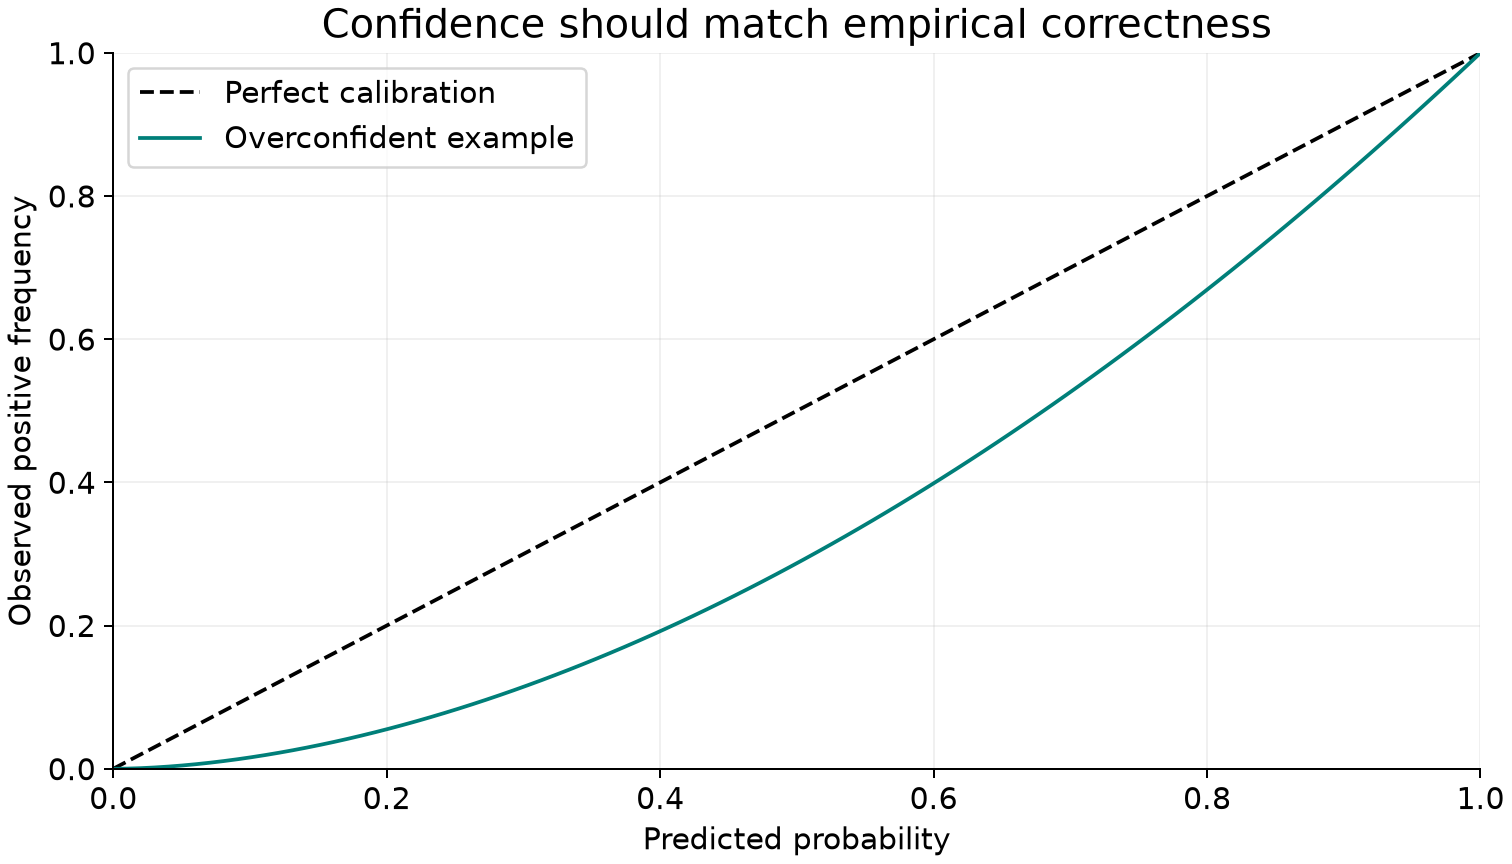 Confidence should match empirical correctness
Perfect calibration
Overconfident example
Observed positive frequency
1.0
0.8
0.6
0.4
0.2
0.0
0.0 0.2 0.4 0.6 0.8 1.0
Predicted probability